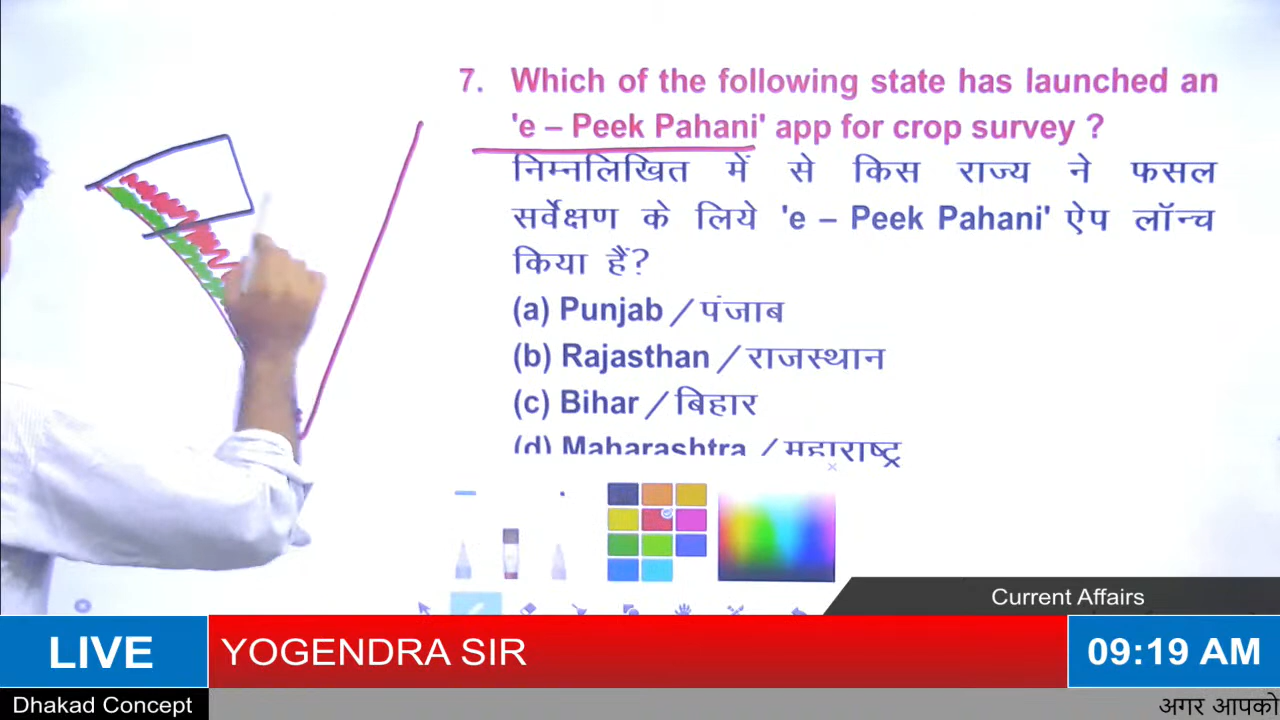 7. Which of the following state has launched an
'e – Peek Pahani' app for crop survey ?
निम्नलिखित में से किस राज्य ने फसल
सर्वेक्षण के लिये 'e – Peek Pahani' ऐप लॉन्च
किया हैं?
(a) Punjab / पंजाब
(b) Rajasthan / राजस्थान
(c) Bihar / बिहार
(d) Maharashtra / महाराष्ट्र
Current Affairs
LIVE YOGENDRA SIR 09:19 AM
Dhakad Concept अगर आपको